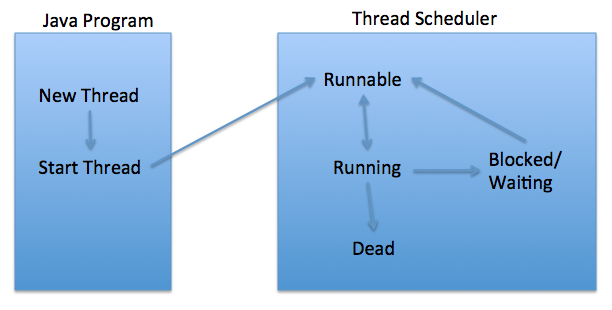 Java Program
Thread Scheduler
New Thread
Start Thread
Runnable
Running
Blocked/
Waiting
Dead